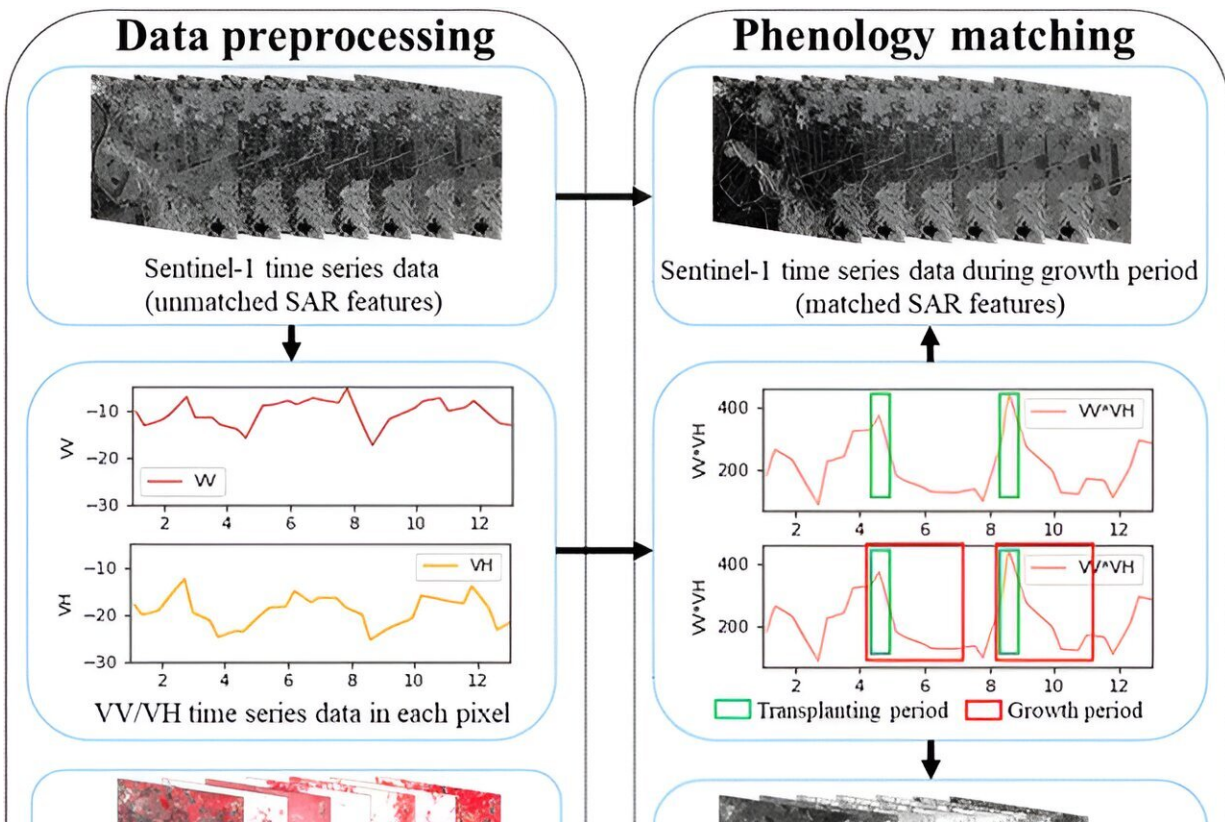 Data preprocessing
Phenology matching
Sentinel-1 time series data
(unmatched SAR features)
Sentinel-1 time series data during growth period
(matched SAR features)
-10
-20
-30
VV
VV
2 4 6 8 10 12
-10
-20
-30
VH
VH
2 4 6 8 10 12
VV/VH time series data in each pixel
400
200
VV*VH
VV*VH
2 4 6 8 10 12
400
200
VV*VH
VV*VH
2 4 6 8 10 12
Transplanting period Growth period